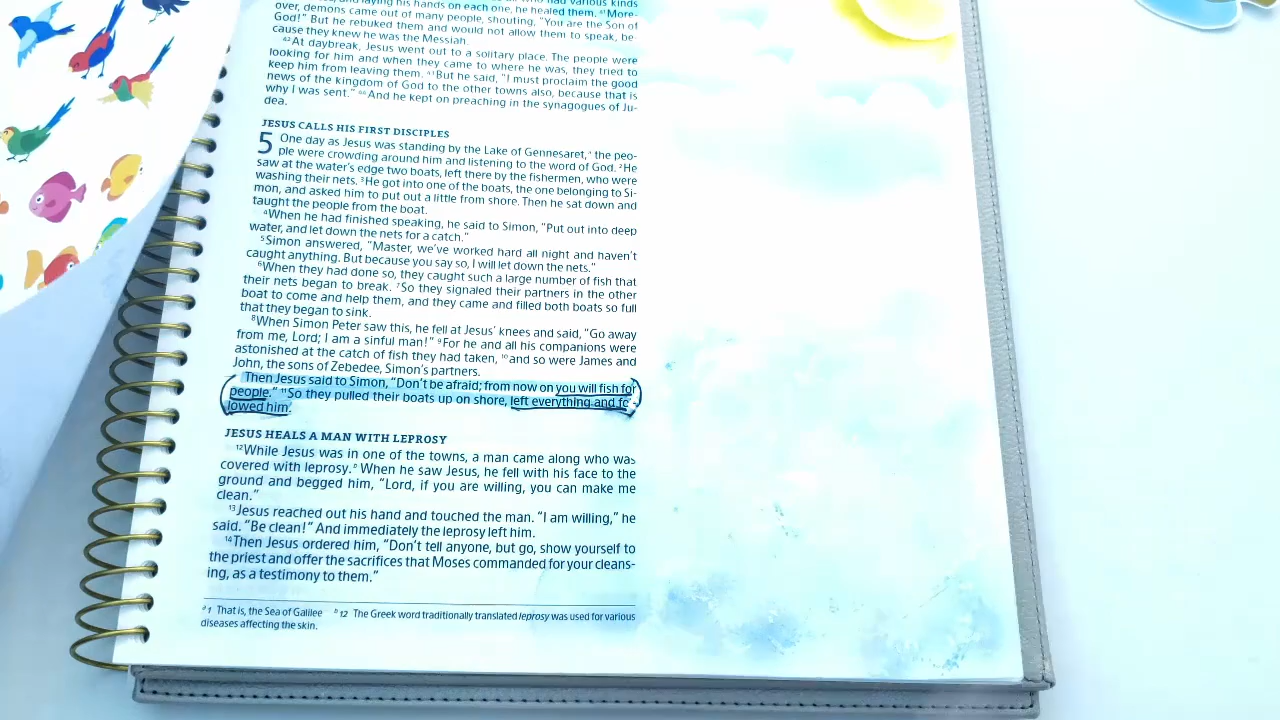 laying his hands on each one, he healed them. ⁴¹More-
over, demons came out of many people, shouting, "You are the Son of
God!" But he rebuked them and would not allow them to speak, be-
cause they knew he was the Messiah.
⁴²At daybreak, Jesus went out to a solitary place. The people were
looking for him and when they came to where he was, they tried to
keep him from leaving them. ⁴³But he said, "I must proclaim the good
news of the kingdom of God to the other towns also, because that is
why I was sent." ⁴⁴And he kept on preaching in the synagogues of Ju-
dea.
JESUS CALLS HIS FIRST DISCIPLES
5 One day as Jesus was standing by the Lake of Gennesaret,ᵃ the peo-
ple were crowding around him and listening to the word of God. ²He
saw at the water's edge two boats, left there by the fishermen, who were
washing their nets. ³He got into one of the boats, the one belonging to Si-
mon, and asked him to put out a little from shore. Then he sat down and
taught the people from the boat.
⁴When he had finished speaking, he said to Simon, "Put out into deep
water, and let down the nets for a catch."
⁵Simon answered, "Master, we've worked hard all night and haven't
caught anything. But because you say so, I will let down the nets."
⁶When they had done so, they caught such a large number of fish that
their nets began to break. ⁷So they signaled their partners in the other
boat to come and help them, and they came and filled both boats so full
that they began to sink.
⁸When Simon Peter saw this, he fell at Jesus' knees and said, "Go away
from me, Lord; I am a sinful man!" ⁹For he and all his companions were
astonished at the catch of fish they had taken, ¹⁰and so were James and
John, the sons of Zebedee, Simon's partners.
Then Jesus said to Simon, "Don't be afraid; from now on you will fish for
people." ¹¹So they pulled their boats up on shore, left everything and fo-
lowed him.
JESUS HEALS A MAN WITH LEPROSY
¹²While Jesus was in one of the towns, a man came along who was
covered with leprosy.ᵇ When he saw Jesus, he fell with his face to the
ground and begged him, "Lord, if you are willing, you can make me
clean."
¹³Jesus reached out his hand and touched the man. "I am willing," he
said. "Be clean!" And immediately the leprosy left him.
¹⁴Then Jesus ordered him, "Don't tell anyone, but go, show yourself to
the priest and offer the sacrifices that Moses commanded for your cleans-
ing, as a testimony to them."
ᵃ 1 That is, the Sea of Galilee ᵇ 12 The Greek word traditionally translated leprosy was used for various
diseases affecting the skin.